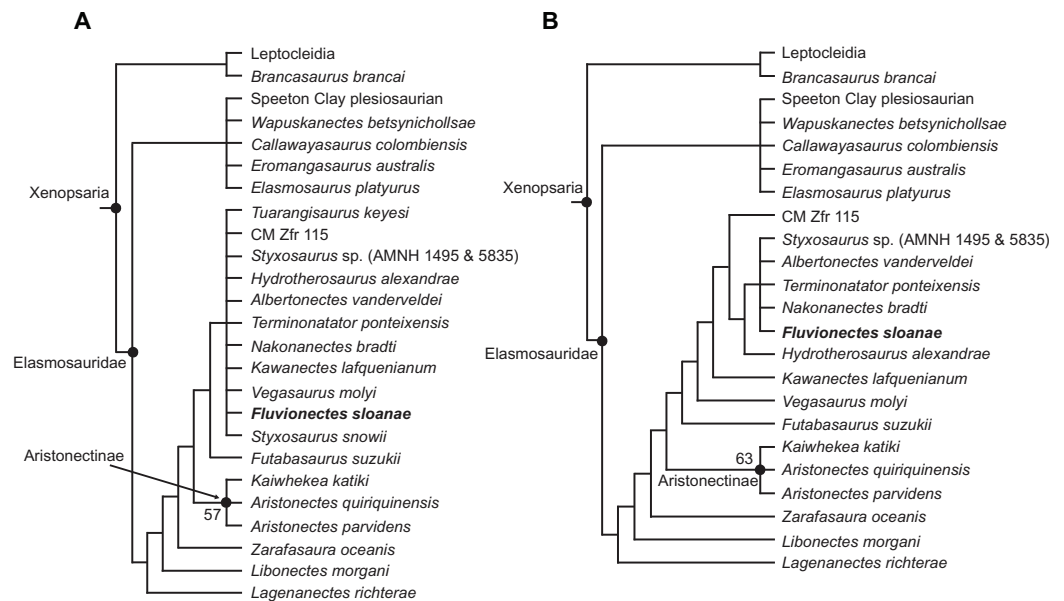 A
Leptocleidia
Brancasaurus brancai
Speeton Clay plesiosaurian
Wapuskanectes betsynichollsae
Callawayasaurus colombiensis
Eromangasaurus australis
Elasmosaurus platyurus
Xenopsaria
Tuarangisaurus keyesi
CM Zfr 115
Styxosaurus sp. (AMNH 1495 & 5835)
Hydrotherosaurus alexandrae
Albertonectes vanderveldei
Terminonatator ponteixensis
Nakonanectes bradti
Elasmosauridae
Kawanectes lafquenianum
Vegasaurus molyi
Fluvionectes sloanae
Styxosaurus snowii
Aristonectinae
Futabasaurus suzukii
Kaiwhekea katiki
Aristonectes quiriquinensis
57
Aristonectes parvidens
Zarafasaura oceanis
Libonectes morgani
Lagenanectes richterae
B
Leptocleidia
Brancasaurus brancai
Speeton Clay plesiosaurian
Wapuskanectes betsynichollsae
Callawayasaurus colombiensis
Eromangasaurus australis
Xenopsaria
Elasmosaurus platyurus
CM Zfr 115
Styxosaurus sp. (AMNH 1495 & 5835)
Albertonectes vanderveldei
Terminonatator ponteixensis
Nakonanectes bradti
Fluvionectes sloanae
Elasmosauridae
Hydrotherosaurus alexandrae
Kawanectes lafquenianum
Vegasaurus molyi
Futabasaurus suzukii
Kaiwhekea katiki
63
Aristonectes quiriquinensis
Aristonectinae
Aristonectes parvidens
Zarafasaura oceanis
Libonectes morgani
Lagenanectes richterae